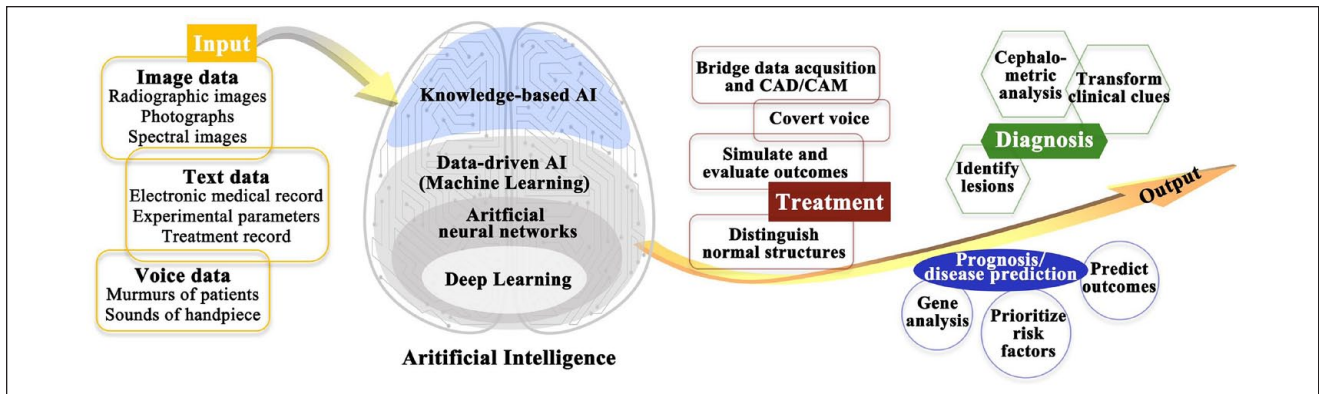 Input
Image data
Radiographic images
Photographs
Spectral images
Text data
Electronic medical record
Experimental parameters
Treatment record
Voice data
Murmurs of patients
Sounds of handpiece
Knowledge-based AI
Data-driven AI
(Machine Learning)
Aritficial
neural networks
Deep Learning
Aritificial Intelligence
Bridge data acqusition
and CAD/CAM
Covert voice
Simulate and
evaluate outcomes
Treatment
Distinguish
normal structures
Cephalo-
metric
analysis
Transform
clinical clues
Diagnosis
Identify
lesions
Output
Prognosis/
disease prediction
Predict
outcomes
Gene
analysis
Prioritize
risk
factors